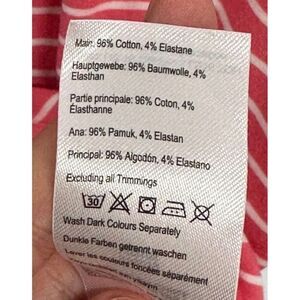 Main: 96% Cotton, 4% Elastane
Hauptgewebe: 96% Baumwolle, 4%
Elasthan
Partie principale: 96% Coton, 4%
Élasthanne
Ana: 96% Pamuk, 4% Elastan
Principal: 96% Algodón, 4% Elastano
Excluding all Trimmings
30
Wash Dark Colours Separately
Dunkle Farben getrennt waschen
Laver les couleurs foncées séparément